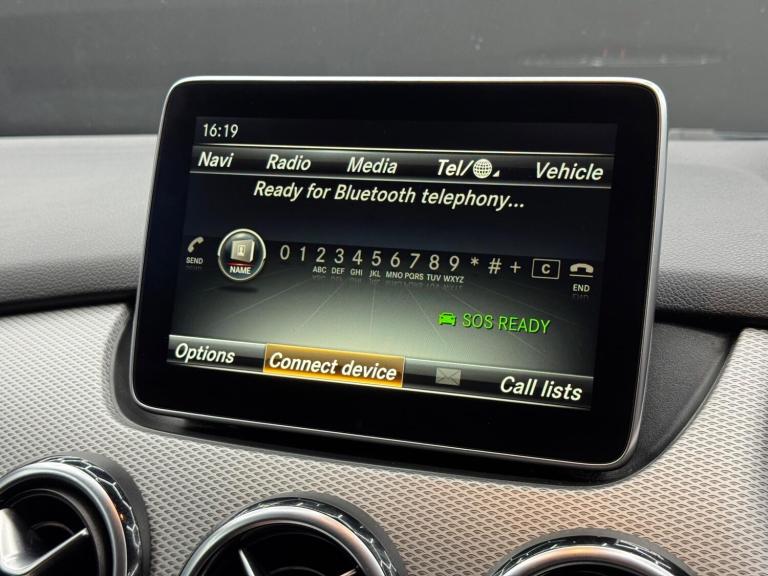 16:19
Navi Radio Media Tel/ Vehicle
Ready for Bluetooth telephony...
SEND NAME 0 1 2 3 4 5 6 7 8 9 * # + C END
ABC DEF GHI JKL MNO PQRS TUV WXYZ
SOS READY
Options Connect device Call lists